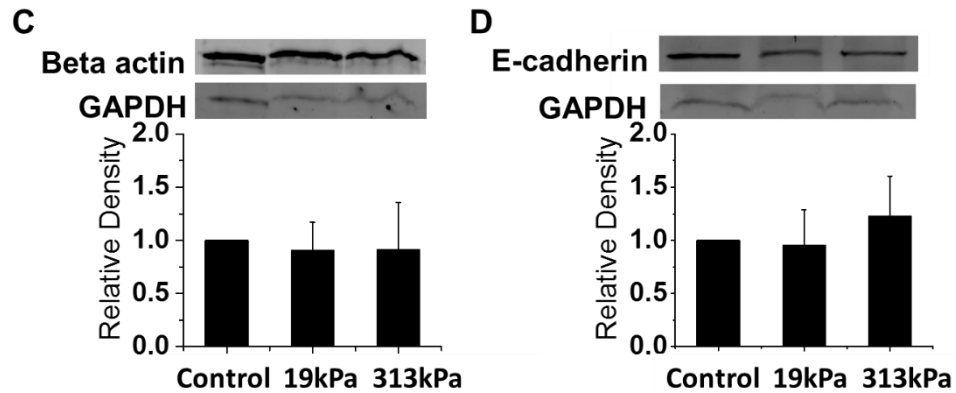 C
Beta actin
GAPDH
2.0
1.5
1.0
0.5
0.0
Relative Density
Control 19kPa 313kPa
D
E-cadherin
GAPDH
2.0
1.5
1.0
0.5
0.0
Relative Density
Control 19kPa 313kPa